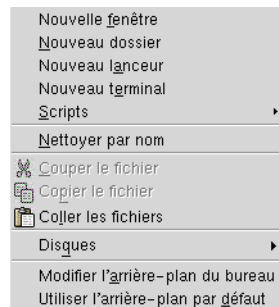 Nouvelle fenêtre
Nouveau dossier
Nouveau lanceur
Nouveau terminal
Scripts
Nettoyer par nom
Couper le fichier
Copier le fichier
Coller les fichiers
Disques
Modifier l'arrière-plan du bureau
Utiliser l'arrière-plan par défaut